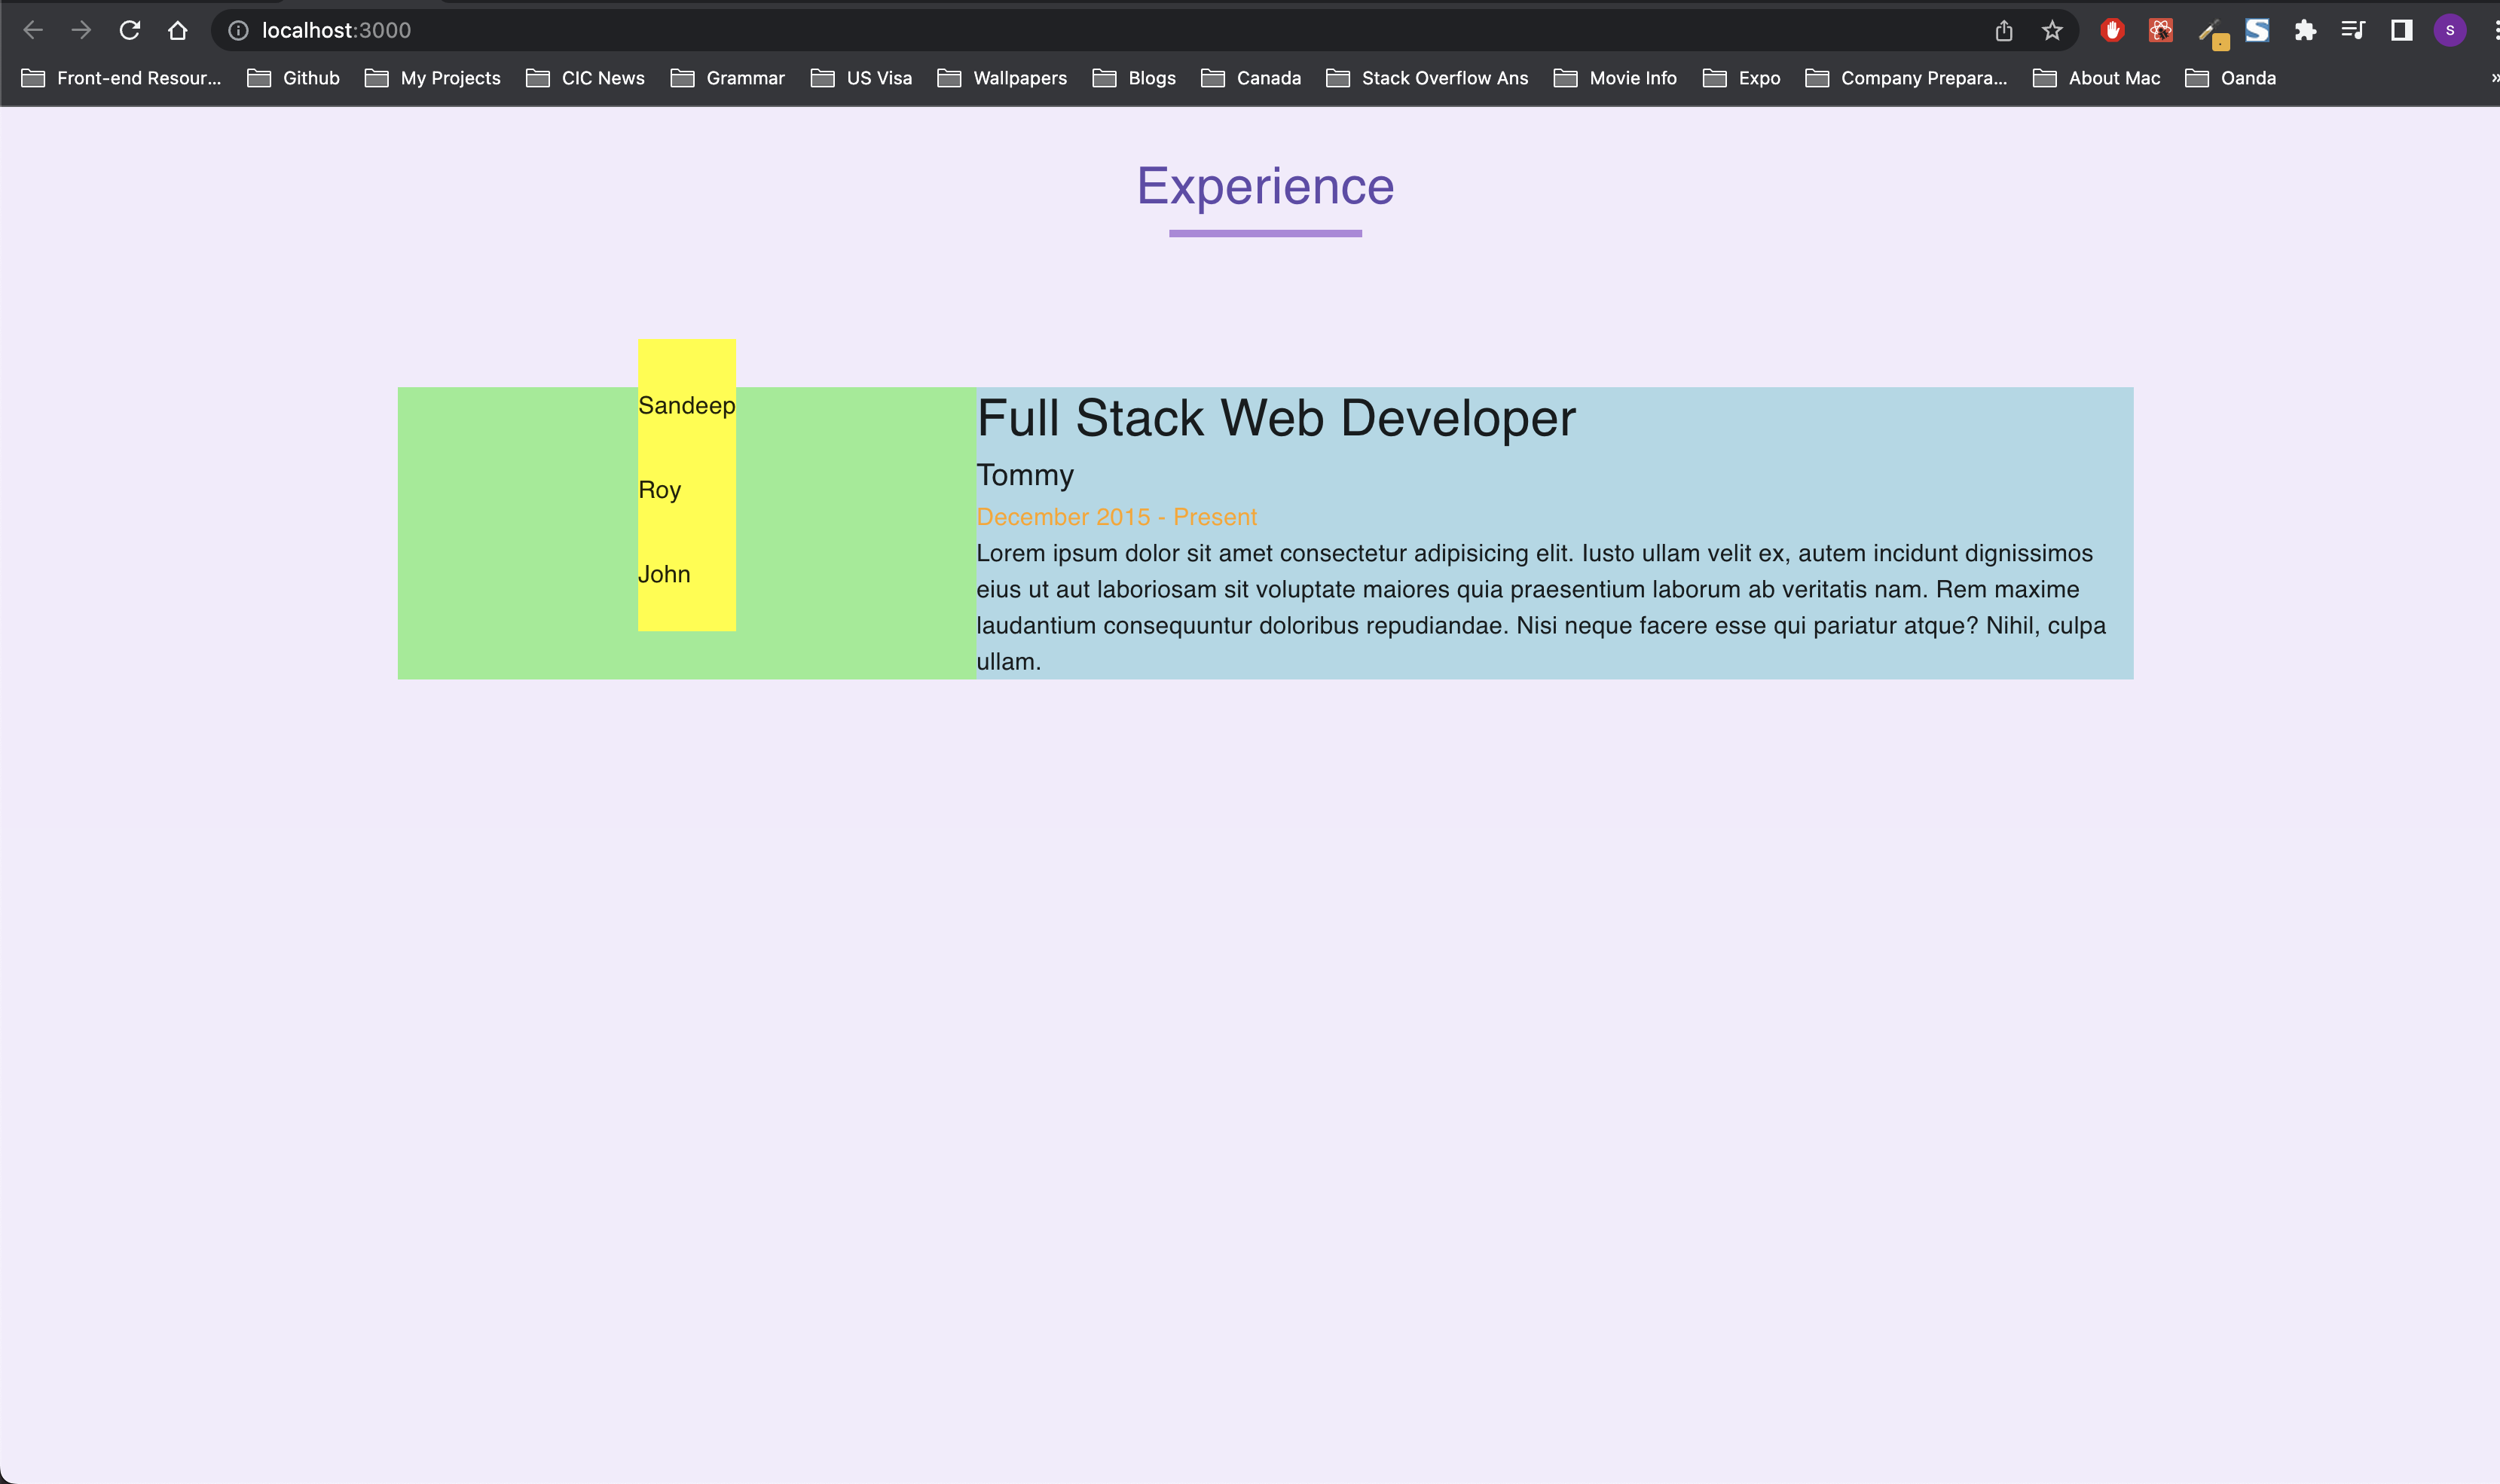 localhost:3000
S
Front-end Resour... Github My Projects CIC News Grammar US Visa Wallpapers Blogs Canada Stack Overflow Ans Movie Info Expo Company Prepara... About Mac Oanda »
Experience
Sandeep
Roy
John
Full Stack Web Developer
Tommy
December 2015 - Present
Lorem ipsum dolor sit amet consectetur adipisicing elit. Iusto ullam velit ex, autem incidunt dignissimos
eius ut aut laboriosam sit voluptate maiores quia praesentium laborum ab veritatis nam. Rem maxime
laudantium consequuntur doloribus repudiandae. Nisi neque facere esse qui pariatur atque? Nihil, culpa
ullam.